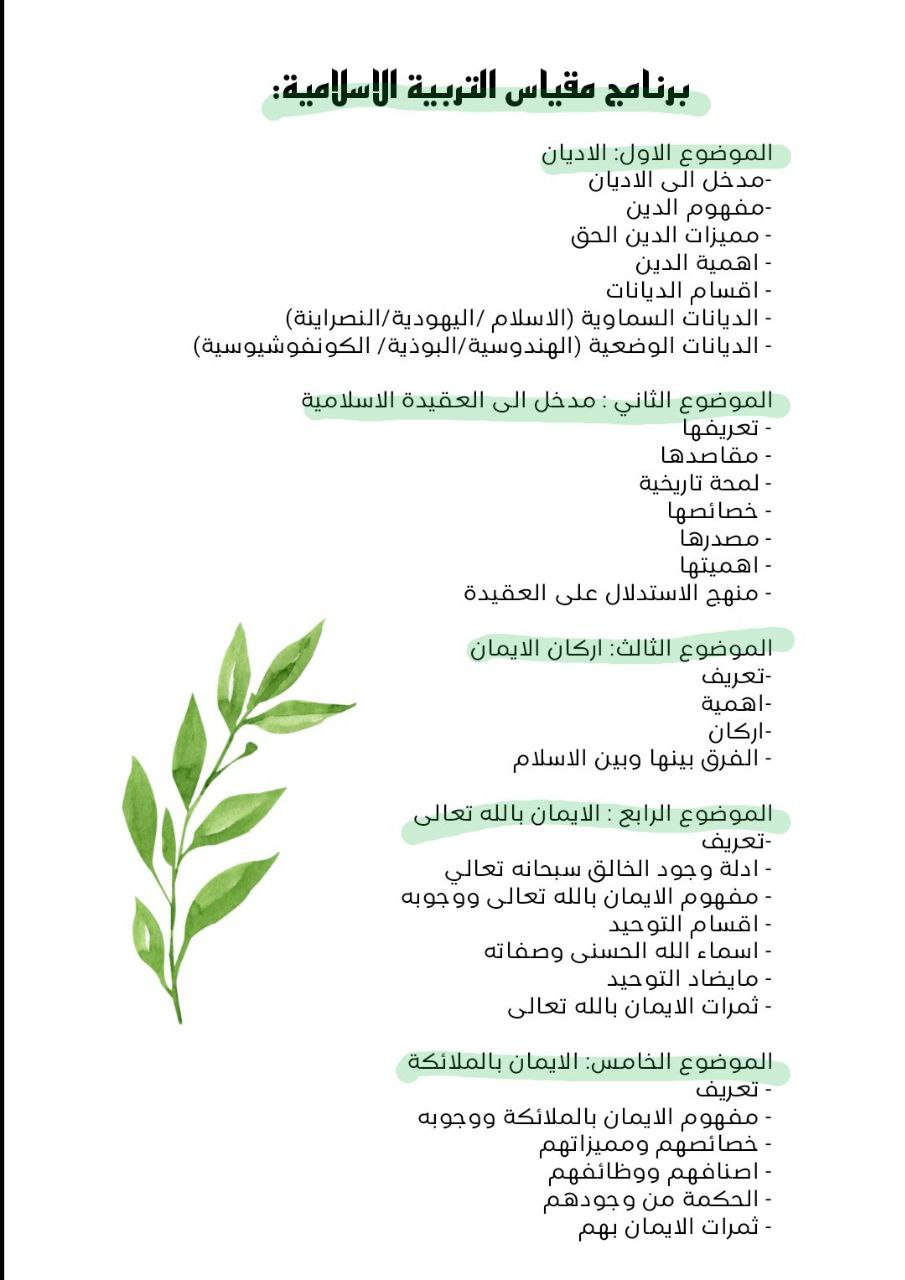 برنامج مقياس التربية الاسلامية:
الموضوع الاول: الاديان
-مدخل الى الاديان
-مفهوم الدين
- مميزات الدين الحق
- اهمية الدين
- اقسام الديانات
- الديانات السماوية (الاسلام /اليهودية/النصراينة)
- الديانات الوضعية (الهندوسية/البوذية/ الكونفوشيوسية)
الموضوع الثاني : مدخل الى العقيدة الاسلامية
- تعريفها
- مقاصدها
- لمحة تاريخية
- خصائصها
- مصدرها
- اهميتها
- منهج الاستدلال على العقيدة
الموضوع الثالث: اركان الايمان
-تعريف
-اهمية
-اركان
- الفرق بينها وبين الاسلام
الموضوع الرابع : الايمان بالله تعالى
-تعريف
- ادلة وجود الخالق سبحانه تعالي
- مفهوم الايمان بالله تعالى ووجوبه
- اقسام التوحيد
- اسماء الله الحسنى وصفاته
- مايضاد التوحيد
- ثمرات الايمان بالله تعالى
الموضوع الخامس: الايمان بالملائكة
- تعريف
- مفهوم الايمان بالملائكة ووجوبه
- خصائصهم ومميزاتهم
- اصنافهم ووظائفهم
- الحكمة من وجودهم
- ثمرات الايمان بهم